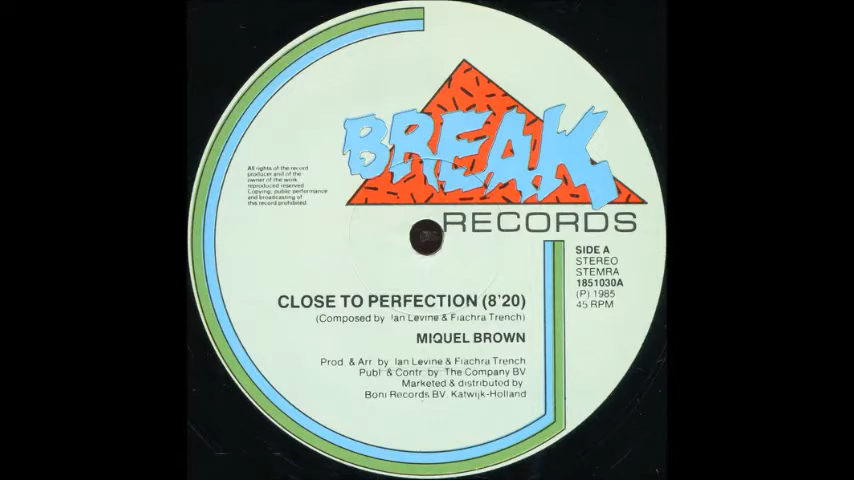 All rights of the record
producer and of the
owner of the work
reproduced reserved.
Copying, public performance
and broadcasting of
this record prohibited.
BREAK
RECORDS
SIDE A
STEREO
STEMRA
1851030A
(P) 1985
45 RPM
CLOSE TO PERFECTION (8'20)
(Composed by Ian Levine & Fiachra Trench)
MIQUEL BROWN
Prod. & Arr. by Ian Levine & Fiachra Trench
Publ. & Contr. by The Company BV
Marketed & distributed by
Boni Records BV. Katwijk-Holland